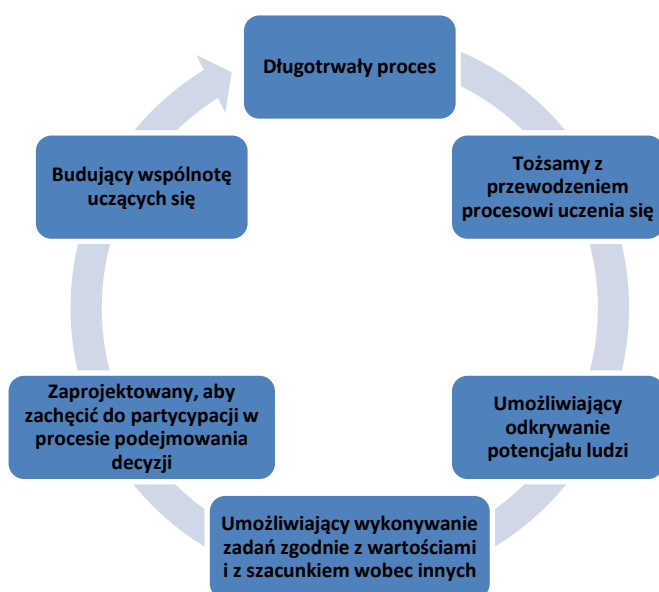 Długotrwały proces
Tożsamy z
przewodzeniem
procesowi uczenia się
Umożliwiający
odkrywanie
potencjału ludzi
Umożliwiający wykonywanie
zadań zgodnie z wartościami
i z szacunkiem wobec innych
Zaprojektowany, aby
zachęcić do partycypacji w
procesie podejmowania
decyzji
Budujący wspólnotę
uczących się